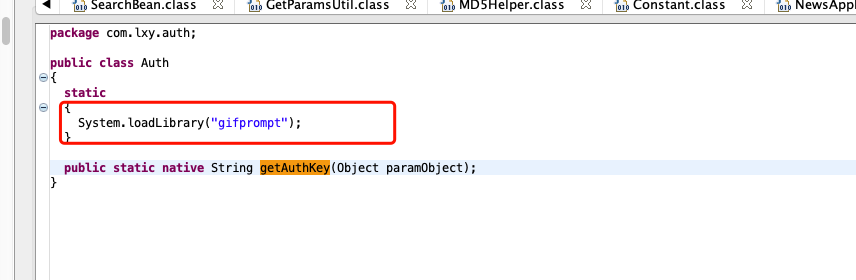 SearchBean.class GetParamsUtil.class MD5Helper.class Constant.class NewsAppl
package com.lxy.auth;
public class Auth
{
static
{
System.loadLibrary("gifprompt");
}
public static native String getAuthKey(Object paramObject);
}